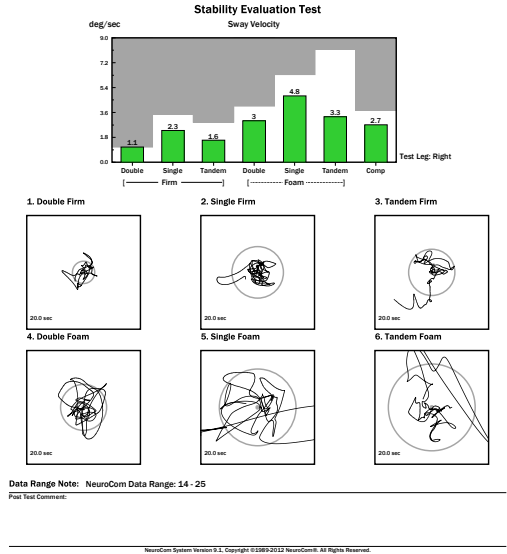 Stability Evaluation Test
deg/sec Sway Velocity
9.0
7.2
5.4
3.6
1.8
0.0
1.1 2.3 1.6 3 4.8 3.3 2.7
Double Single Tandem Double Single Tandem Comp
Test Leg: Right
[ Firm ] [ Foam ]
1. Double Firm 2. Single Firm 3. Tandem Firm
20.0 sec 20.0 sec 20.0 sec
4. Double Foam 5. Single Foam 6. Tandem Foam
20.0 sec 20.0 sec 20.0 sec
Data Range Note: NeuroCom Data Range: 14 - 25
Post Test Comment:
NeuroCom System Version 9.1, Copyright ©1989-2012 NeuroCom®. All Rights Reserved.